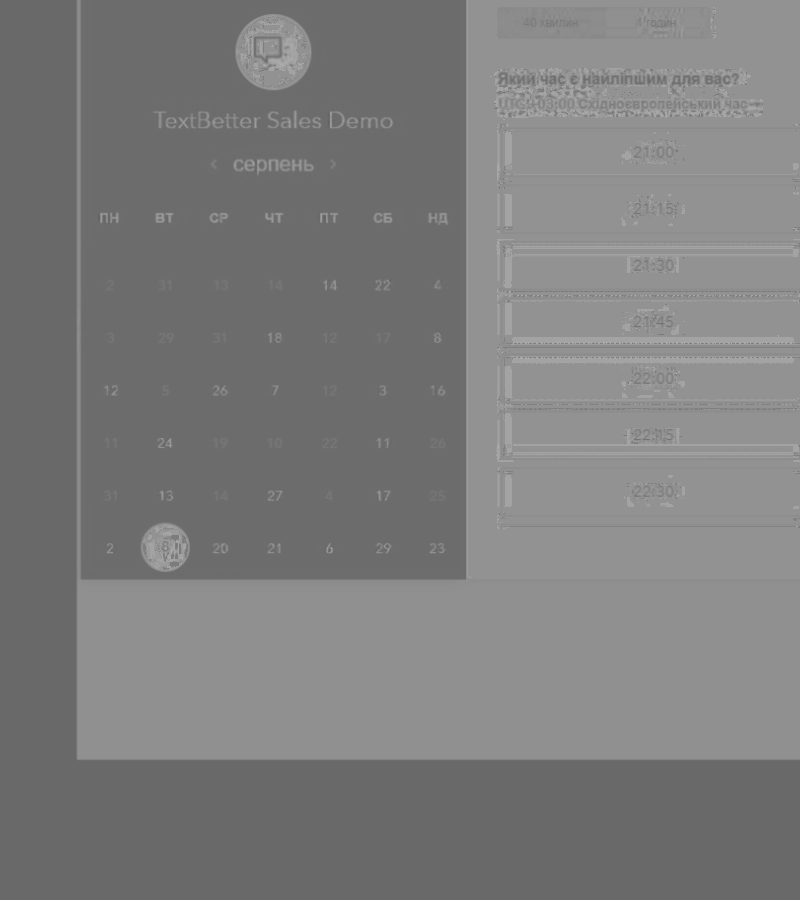 TextBetter Sales Demo
‹ серпень ›
ПН ВТ СР ЧТ ПТ СБ НД
2 31 13 14 14 22 4
3 29 31 18 12 17 8
12 5 26 7 12 3 16
11 24 19 10 22 11 26
31 13 14 27 4 17 25
2 20 21 6 29 23
40 хвилин 1 годин
Який час є найліпшим для вас?
UTC +03:00 Східноєвропейський час
21:00
21:15
21:30
21:45
22:00
22:15
22:30